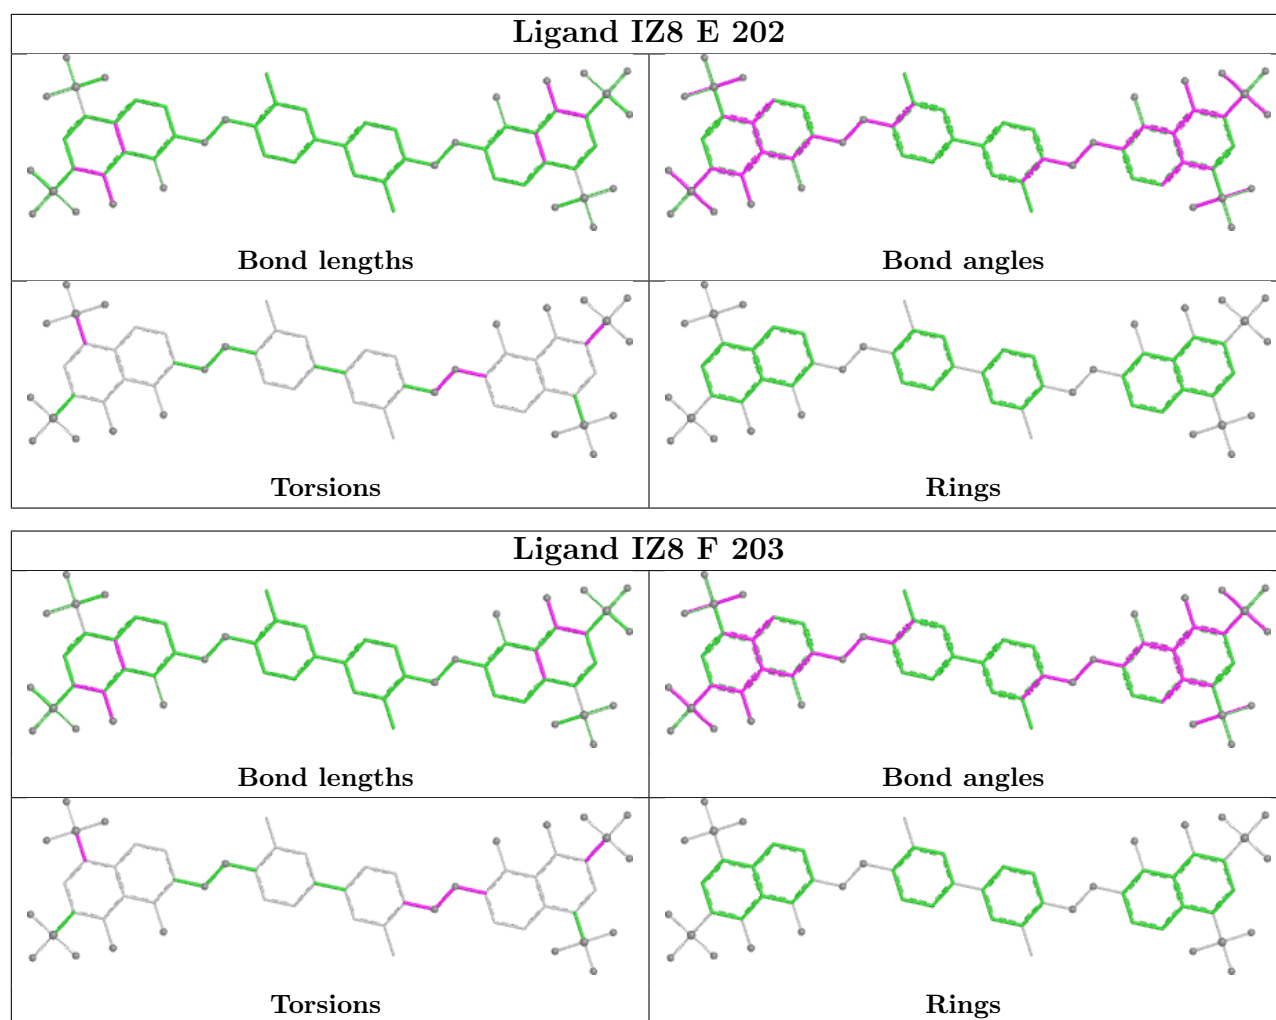 Ligand IZ8 E 202
Bond lengths
Bond angles
Torsions
Rings
Ligand IZ8 F 203
Bond lengths
Bond angles
Torsions
Rings